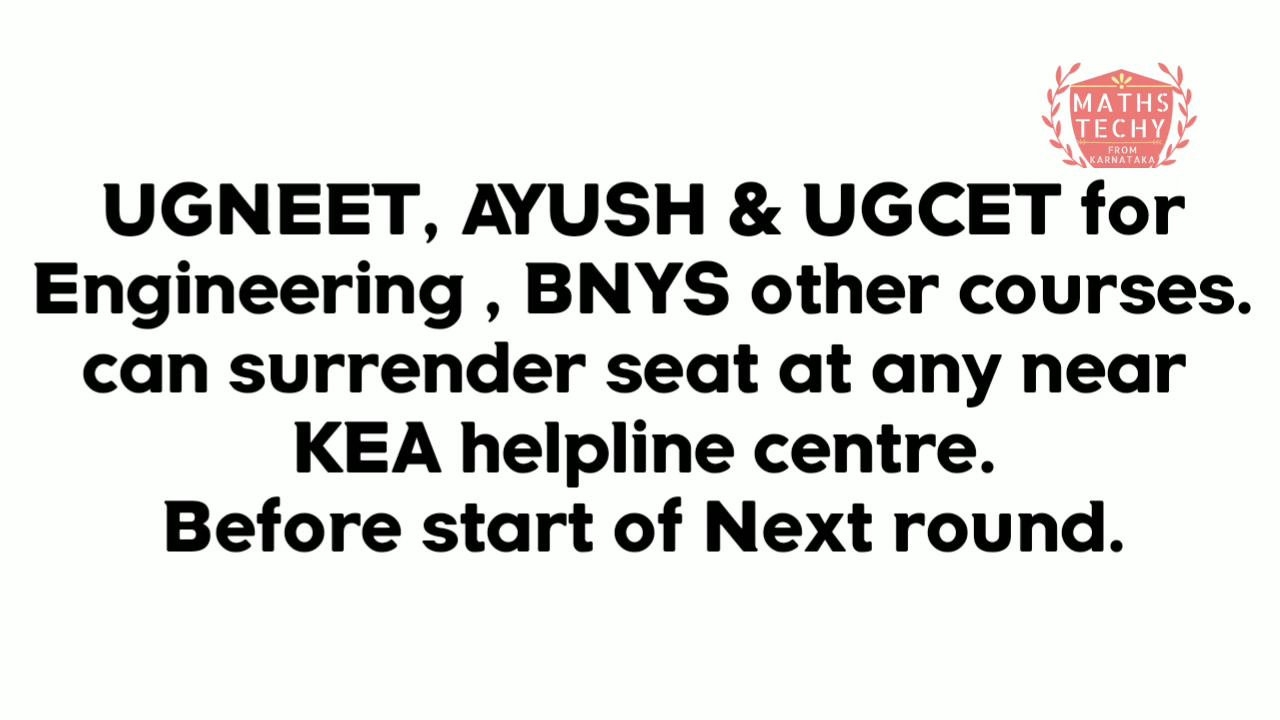 MATHS
TECHY
FROM
KARNATAKA
UGNEET, AYUSH & UGCET for
Engineering , BNYS other courses.
can surrender seat at any near
KEA helpline centre.
Before start of Next round.